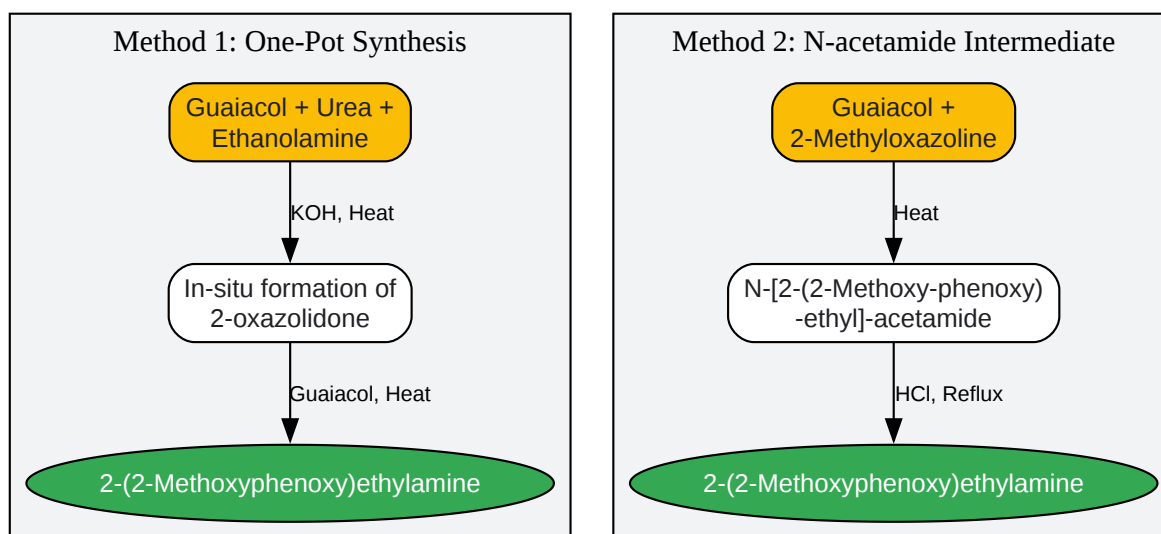 Method 1: One-Pot Synthesis
Guaiacol + Urea +
Ethanolamine
KOH, Heat
In-situ formation of
2-oxazolidone
Guaiacol, Heat
2-(2-Methoxyphenoxy)ethylamine
Method 2: N-acetamide Intermediate
Guaiacol +
2-Methyloxazoline
Heat
N-[2-(2-Methoxy-phenoxy)
-ethyl]-acetamide
HCl, Reflux
2-(2-Methoxyphenoxy)ethylamine